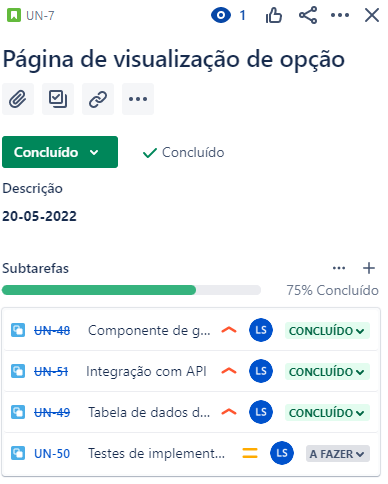 UN-7
1
Página de visualização de opção
Concluído
Concluído
Descrição
20-05-2022
Subtarefas
75% Concluído
UN-48 Componente de g... LS CONCLUÍDO
UN-51 Integração com API LS CONCLUÍDO
UN-49 Tabela de dados d... LS CONCLUÍDO
UN-50 Testes de implement... LS A FAZER